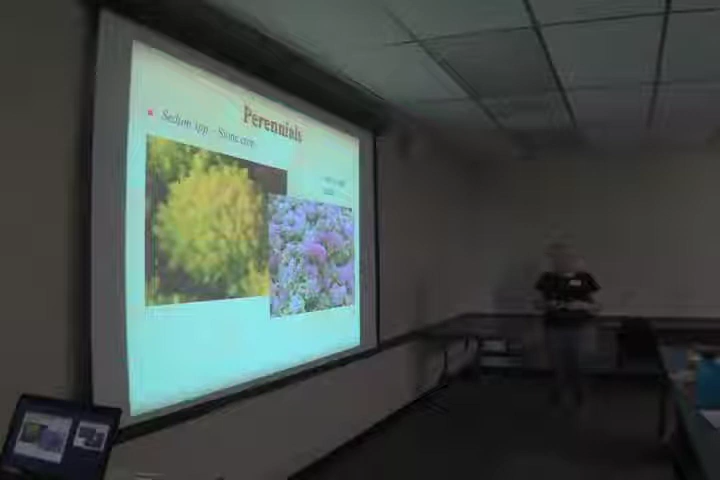 Perennials
Sedum spp – Stone crop